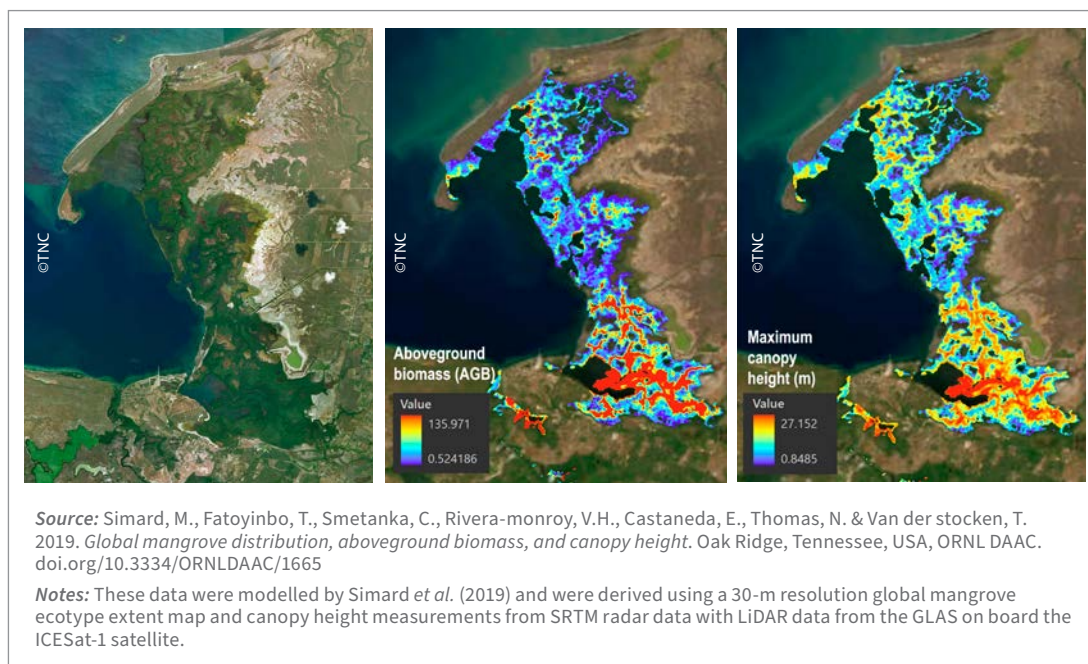 ©TNC
©TNC
Aboveground
biomass (AGB)
Value
135.971
0.524186
©TNC
Maximum
canopy
height (m)
Value
27.152
0.8485
Source: Simard, M., Fatoyinbo, T., Smetanka, C., Rivera-monroy, V.H., Castaneda, E., Thomas, N. & Van der stocken, T.
2019. Global mangrove distribution, aboveground biomass, and canopy height. Oak Ridge, Tennessee, USA, ORNL DAAC.
doi.org/10.3334/ORNLDAAC/1665
Notes: These data were modelled by Simard et al. (2019) and were derived using a 30-m resolution global mangrove
ecotype extent map and canopy height measurements from SRTM radar data with LiDAR data from the GLAS on board the
ICESat-1 satellite.